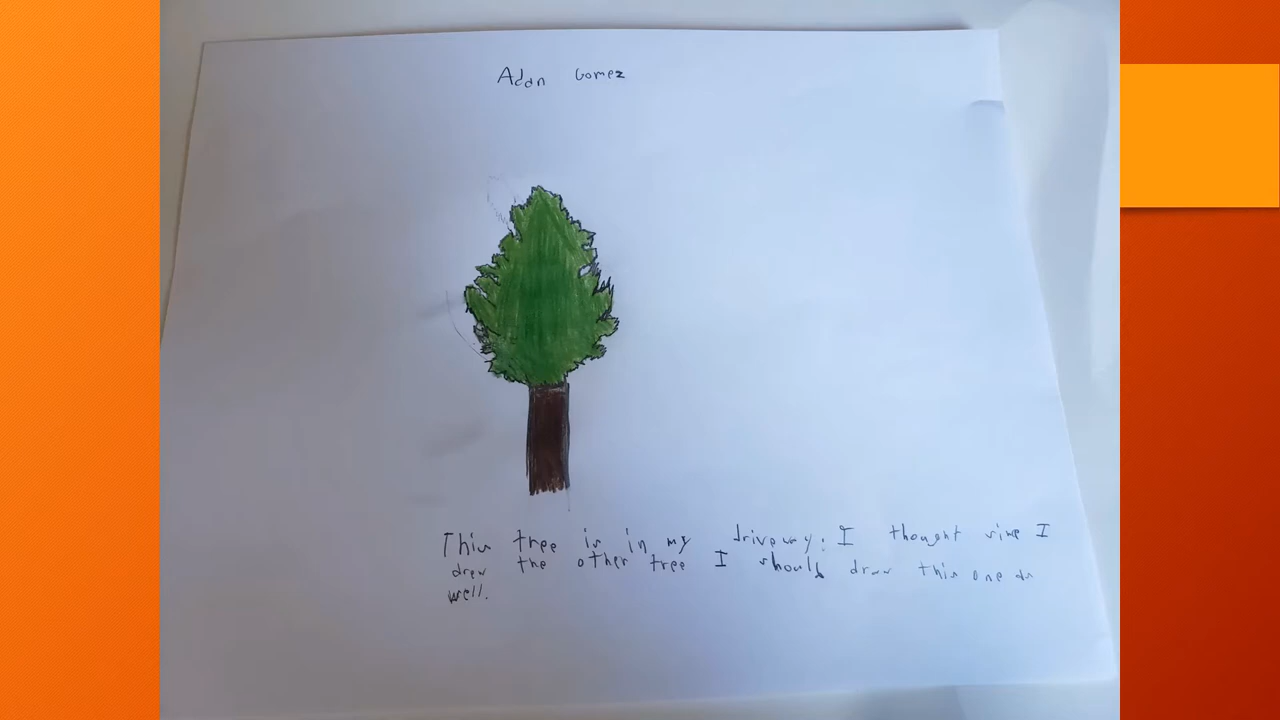 Adan Gomez
This tree is in my driveway. I thought since I
drew the other tree I should draw this one as
well.